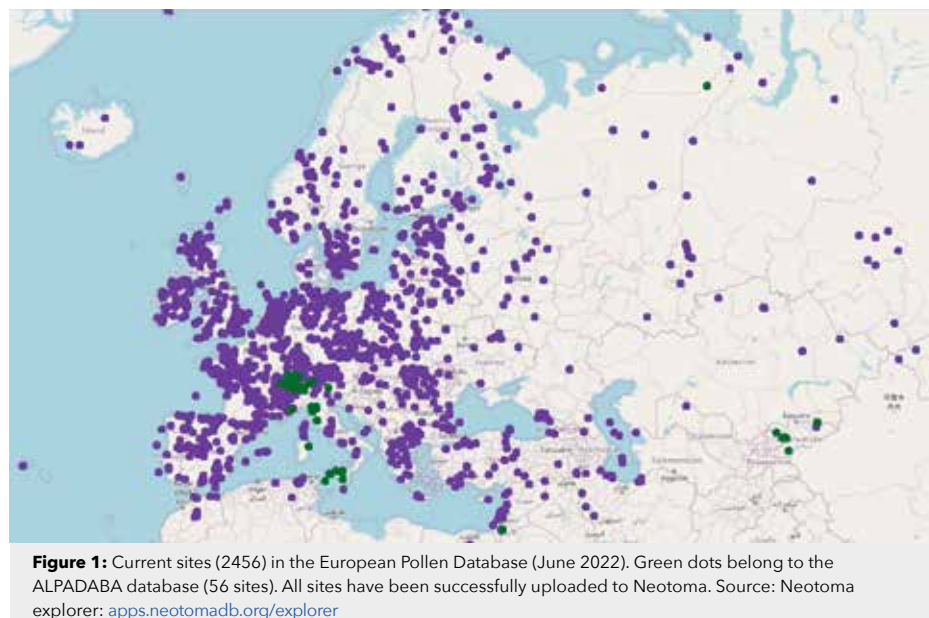 Figure 1: Current sites (2456) in the European Pollen Database (June 2022). Green dots belong to the
ALPADABA database (56 sites). All sites have been successfully uploaded to Neotoma. Source: Neotoma
explorer: apps.neotomadb.org/explorer